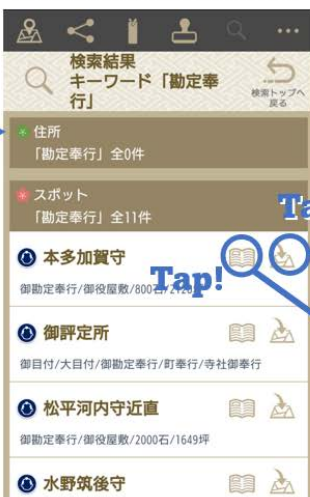 検索結果
キーワード「勘定奉
行」
検索トップへ
戻る
住所
「勘定奉行」全0件
スポット
「勘定奉行」全11件
Ta
本多加賀守
Tap!
御勘定奉行/御役屋敷/800石/
御評定所
御目付/大目付/御勘定奉行/町奉行/寺社御奉行
松平河内守近直
御勘定奉行/御役屋敷/2000石/1649坪
水野筑後守